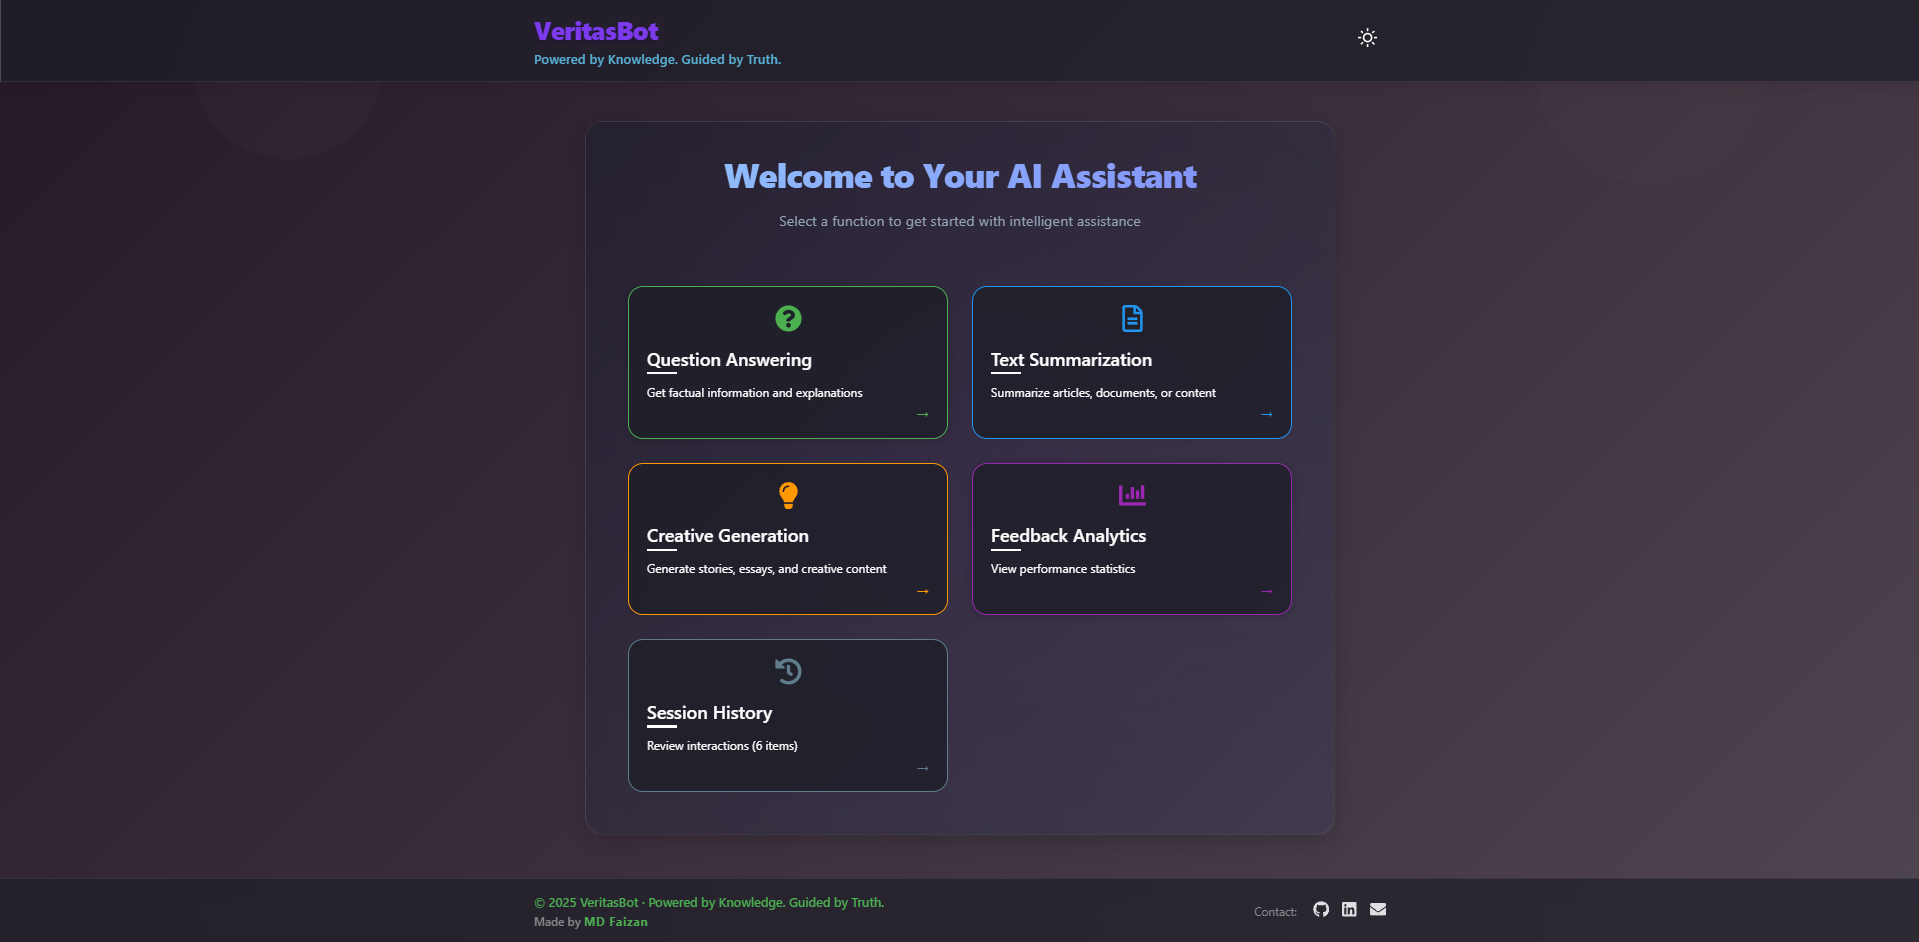 VeritasBot
Powered by Knowledge. Guided by Truth.
Welcome to Your AI Assistant
Select a function to get started with intelligent assistance
Question Answering
Get factual information and explanations
→
Text Summarization
Summarize articles, documents, or content
→
Creative Generation
Generate stories, essays, and creative content
→
Feedback Analytics
View performance statistics
→
Session History
Review interactions (6 items)
→
© 2025 VeritasBot · Powered by Knowledge. Guided by Truth.
Made by MD Faizan
Contact: